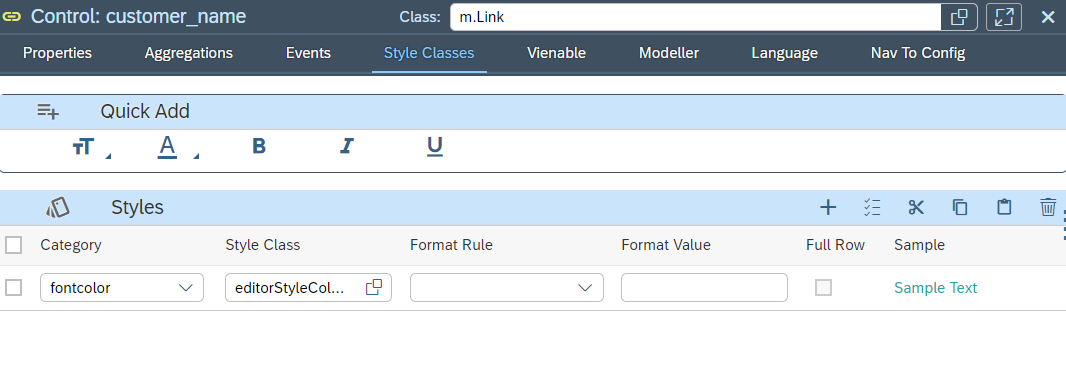 Control: customer_name Class: m.Link
Properties Aggregations Events Style Classes Vienable Modeller Language Nav To Config
Quick Add
TT A B I U
Styles
Category Style Class Format Rule Format Value Full Row Sample
fontcolor editorStyleCol... Sample Text